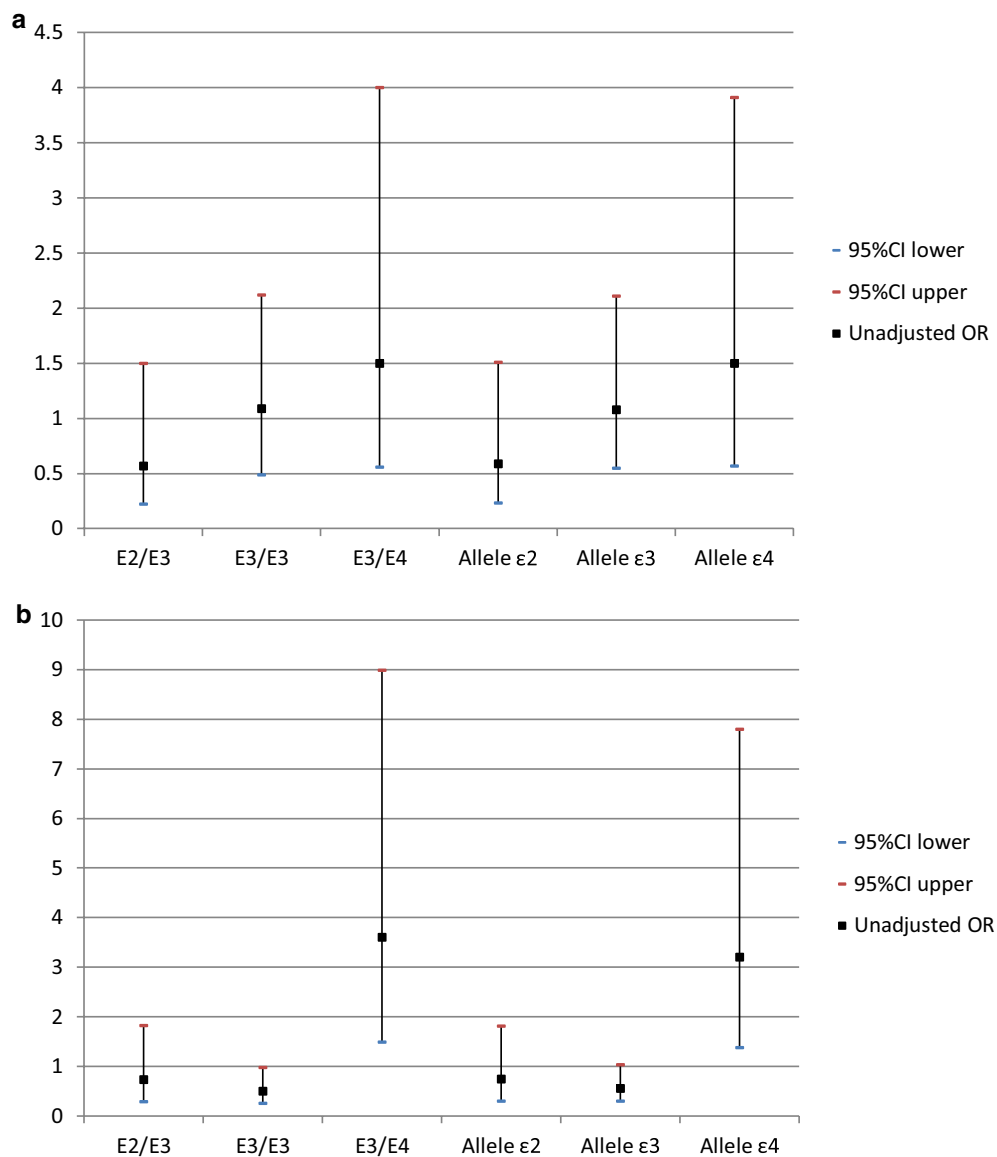 a
4.5
4
3.5
3
2.5
2
1.5
1
0.5
0
E2/E3 E3/E3 E3/E4 Allele ε2 Allele ε3 Allele ε4
95%CI lower
95%CI upper
Unadjusted OR
b
10
9
8
7
6
5
4
3
2
1
0
E2/E3 E3/E3 E3/E4 Allele ε2 Allele ε3 Allele ε4
95%CI lower
95%CI upper
Unadjusted OR